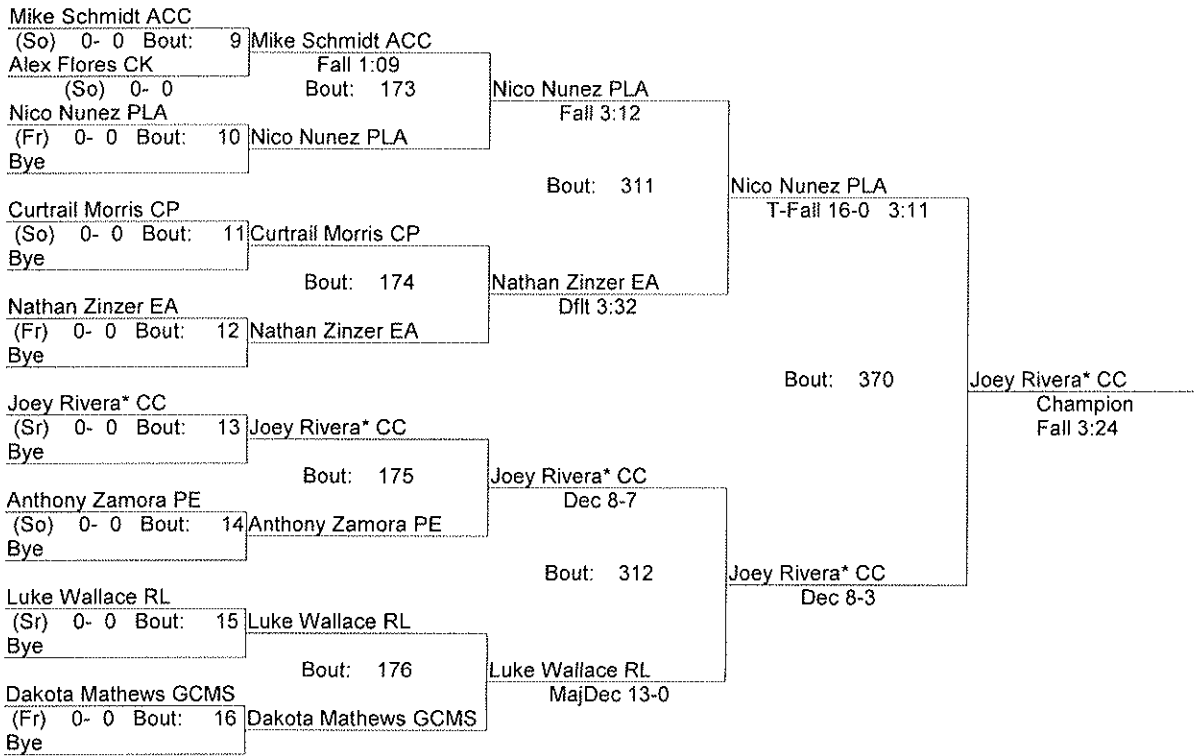 Mike Schmidt ACC
(So) 0- 0 Bout: 9 Mike Schmidt ACC
Alex Flores CK Fall 1:09
(So) 0- 0 Bout: 173 Nico Nunez PLA
Nico Nunez PLA Fall 3:12
(Fr) 0- 0 Bout: 10 Nico Nunez PLA
Bye
Bout: 311 Nico Nunez PLA
Curtrail Morris CP T-Fall 16-0 3:11
(So) 0- 0 Bout: 11 Curtrail Morris CP
Bye
Bout: 174 Nathan Zinzer EA
Nathan Zinzer EA Dflt 3:32
(Fr) 0- 0 Bout: 12 Nathan Zinzer EA
Bye
Bout: 370 Joey Rivera* CC
Joey Rivera* CC Champion
(Sr) 0- 0 Bout: 13 Joey Rivera* CC Fall 3:24
Bye
Bout: 175 Joey Rivera* CC
Anthony Zamora PE Dec 8-7
(So) 0- 0 Bout: 14 Anthony Zamora PE
Bye
Bout: 312 Joey Rivera* CC
Luke Wallace RL Dec 8-3
(Sr) 0- 0 Bout: 15 Luke Wallace RL
Bye
Bout: 176 Luke Wallace RL
Dakota Mathews GCMS MajDec 13-0
(Fr) 0- 0 Bout: 16 Dakota Mathews GCMS
Bye